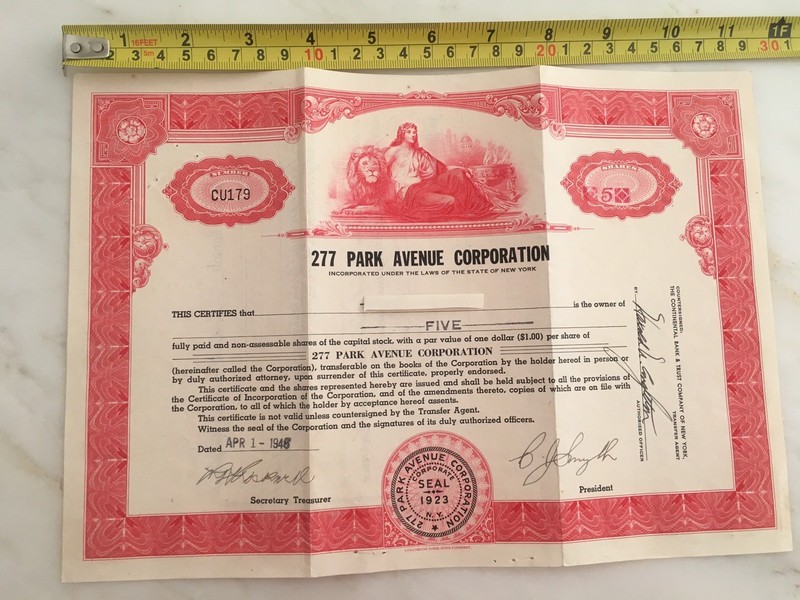 1 2 3 4 5 6 7 8 9 10 11 1F
16FEET 5m 3 4 5 6 7 8 9 10 1 2 3 4 5 6 7 8 9 20 1 2 3 4 5 6 7 8 9 30 1
NUMBER
CU179
SHARES
5
277 PARK AVENUE CORPORATION
INCORPORATED UNDER THE LAWS OF THE STATE OF NEW YORK
THIS CERTIFIES that is the owner of
FIVE
fully paid and non-assessable shares of the capital stock, with a par value of one dollar ($1.00) per share of
277 PARK AVENUE CORPORATION
(hereinafter called the Corporation), transferable on the books of the Corporation by the holder hereof in person or
by duly authorized attorney, upon surrender of this certificate, properly endorsed.
This certificate and the shares represented hereby are issued and shall be held subject to all the provisions of
the Certificate of Incorporation of the Corporation, and of the amendments thereto, copies of which are on file with
the Corporation, to all of which the holder by acceptance hereof assents.
This certificate is not valid unless countersigned by the Transfer Agent.
Witness the seal of the Corporation and the signatures of its duly authorized officers.
Dated APR 1 - 1948
Secretary Treasurer
277 PARK AVENUE CORPORATION
CORPORATE
SEAL
1923
N.Y.
C. J. Smyth
President
COUNTERSIGNED:
THE CONTINENTAL BANK & TRUST COMPANY OF NEW YORK,
TRANSFER AGENT
BY
AUTHORIZED OFFICER